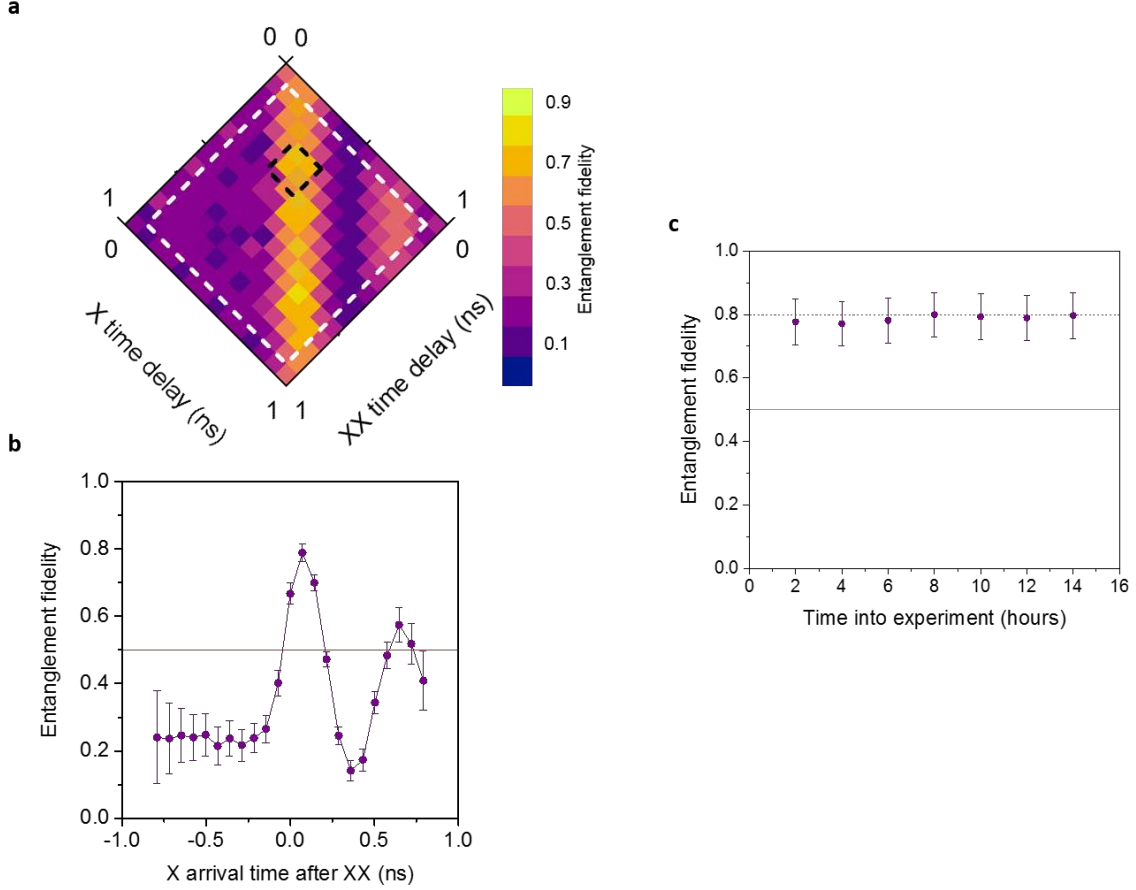 a
0 0
1
0
1
0
1 1
X time delay (ns)
XX time delay (ns)
0.9
0.7
0.5
0.3
0.1
Entanglement fidelity
b
1.0
0.8
0.6
0.4
0.2
0.0
-1.0 -0.5 0.0 0.5 1.0
Entanglement fidelity
X arrival time after XX (ns)
c
1.0
0.8
0.6
0.4
0.2
0.0
0 2 4 6 8 10 12 14 16
Entanglement fidelity
Time into experiment (hours)